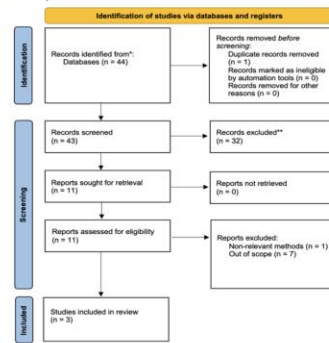 Identification of studies via databases and registers
Identification
Records identified from*:
Databases (n = 44)
Records removed before
screening:
Duplicate records removed
(n = 1)
Records marked as ineligible
by automation tools (n = 0)
Records removed for other
reasons (n = 0)
Screening
Records screened
(n = 43)
Records excluded**
(n = 32)
Reports sought for retrieval
(n = 11)
Reports not retrieved
(n = 0)
Reports assessed for eligibility
(n = 11)
Reports excluded:
Non-relevant methods (n = 1)
Out of scope (n = 7)
Included
Studies included in review
(n = 3)